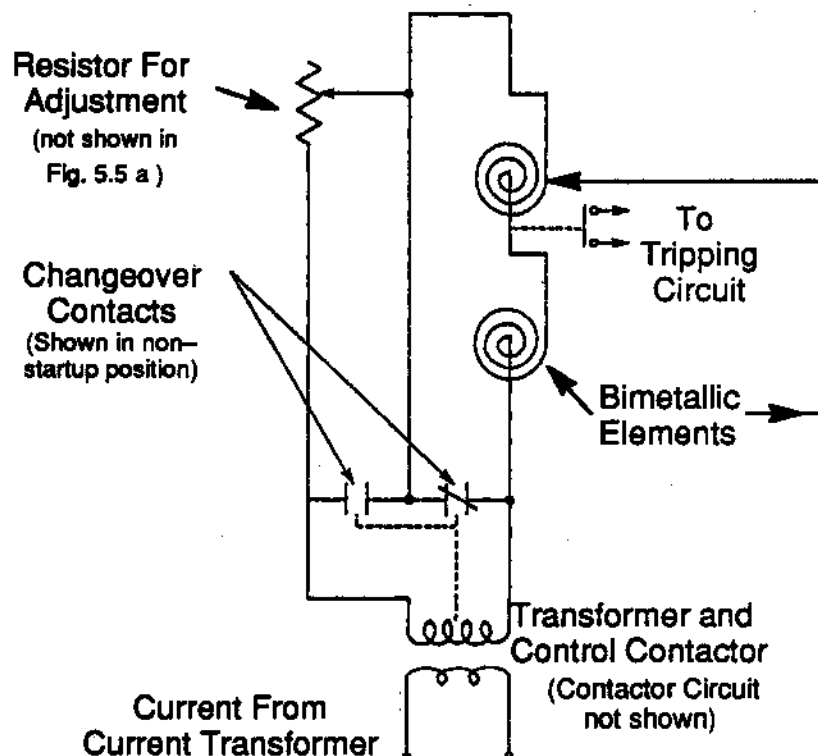 Resistor For
Adjustment
(not shown in
Fig. 5.5 a )
To
Tripping
Circuit
Changeover
Contacts
(Shown in non–
startup position)
Bimetallic
Elements
Transformer and
Control Contactor
(Contactor Circuit
not shown)
Current From
Current Transformer